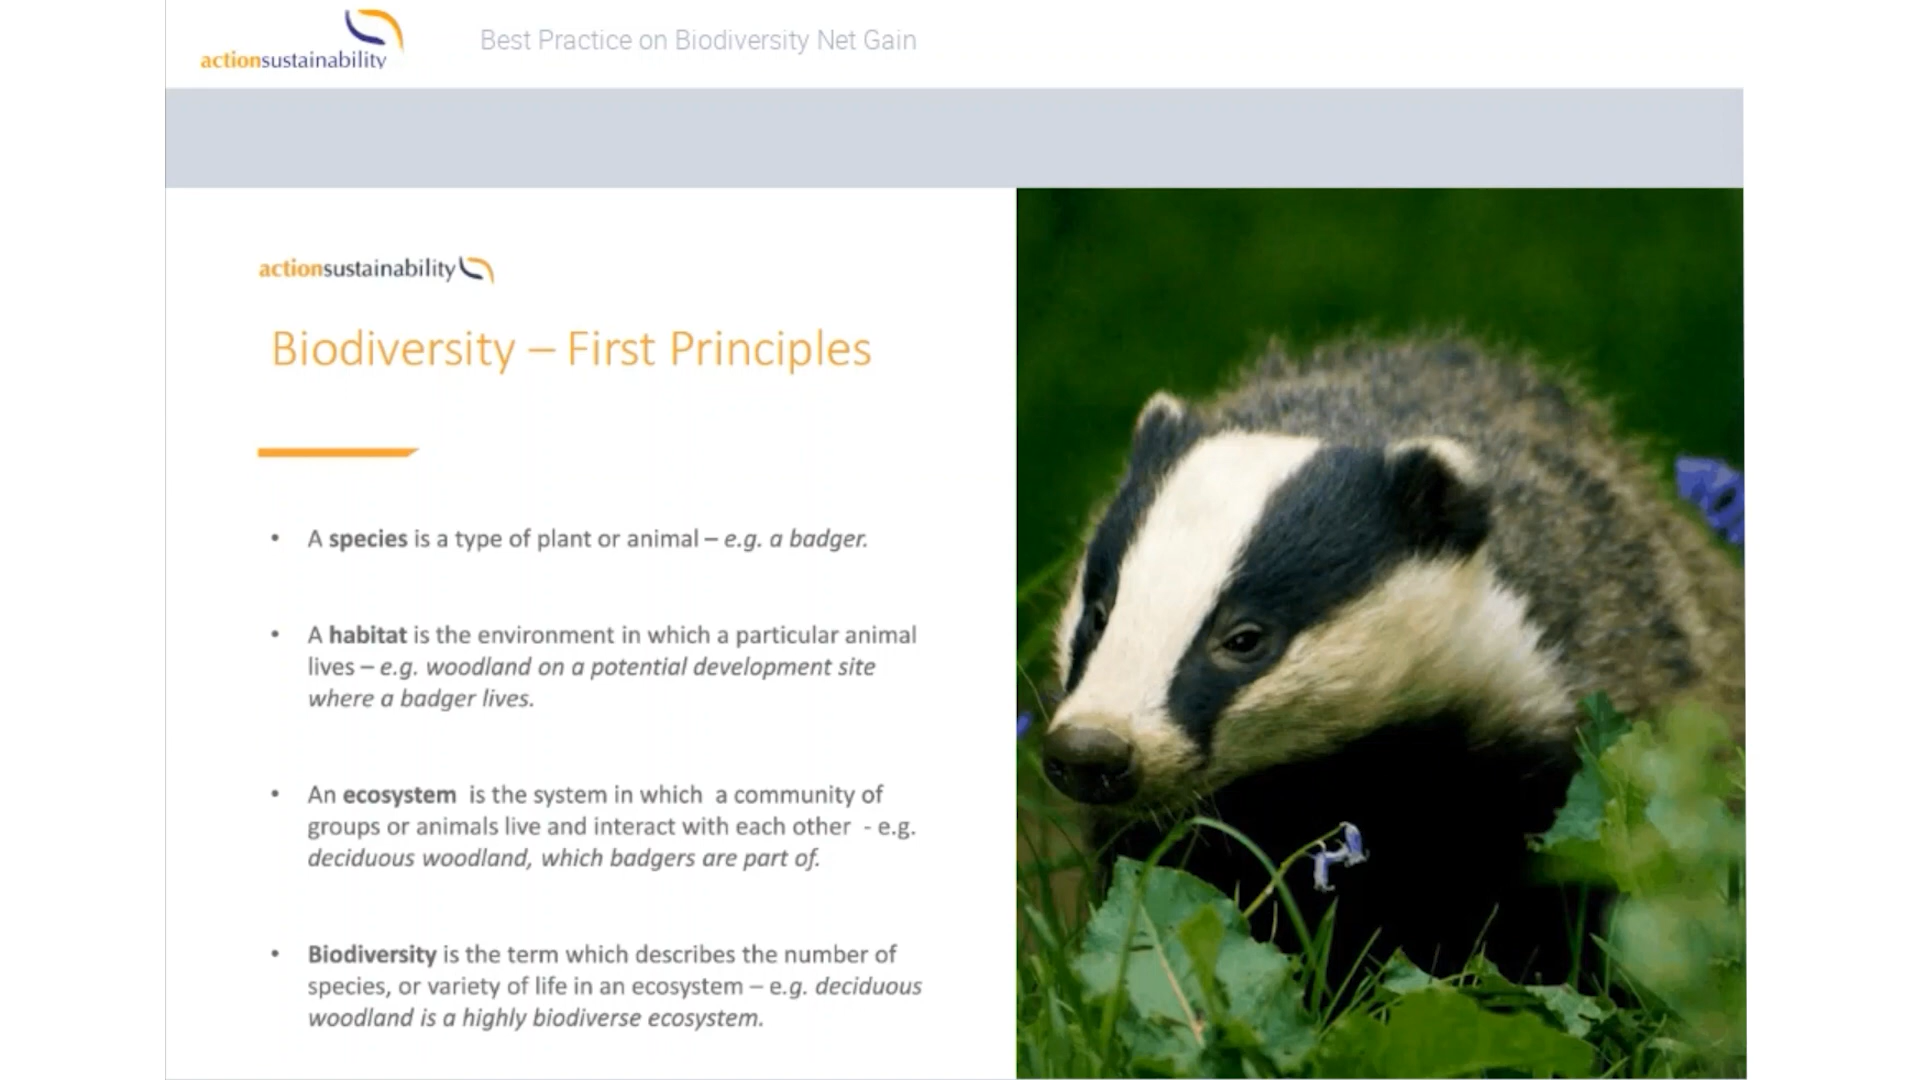 actionsustainability
Best Practice on Biodiversity Net Gain
actionsustainability
Biodiversity – First Principles
• A species is a type of plant or animal – e.g. a badger.
• A habitat is the environment in which a particular animal
lives – e.g. woodland on a potential development site
where a badger lives.
• An ecosystem is the system in which a community of
groups or animals live and interact with each other - e.g.
deciduous woodland, which badgers are part of.
• Biodiversity is the term which describes the number of
species, or variety of life in an ecosystem – e.g. deciduous
woodland is a highly biodiverse ecosystem.